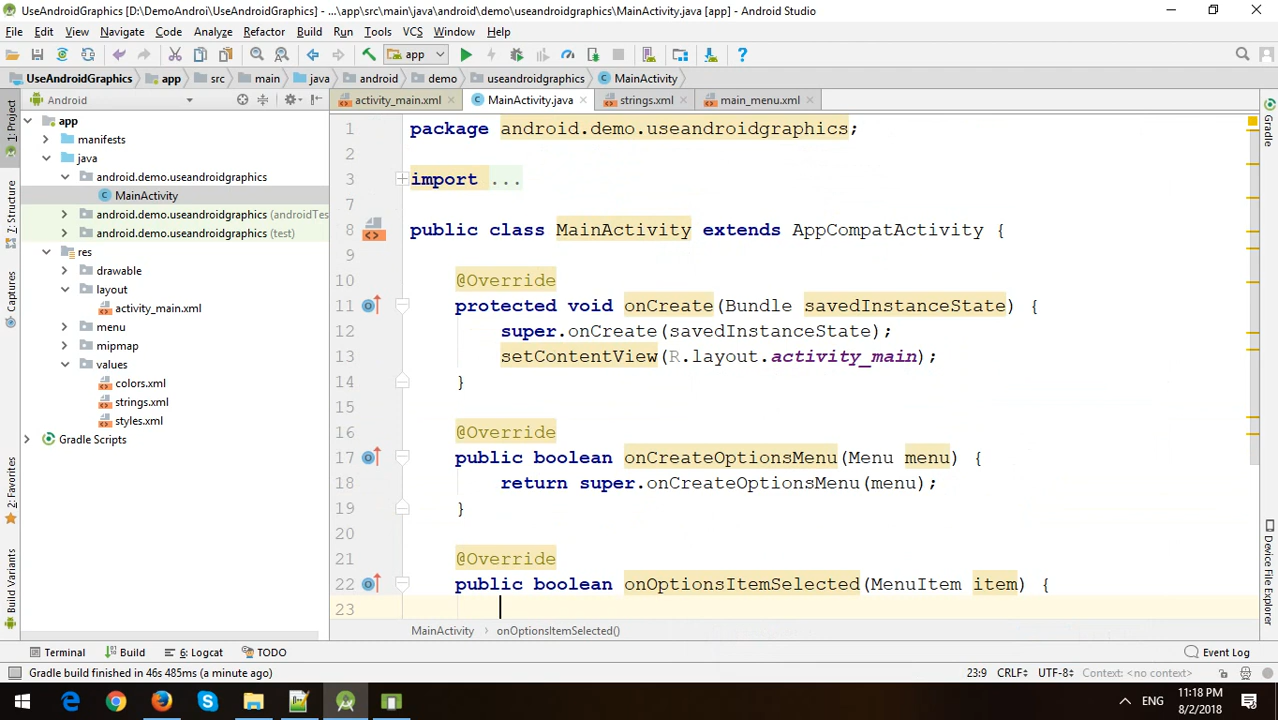 UseAndroidGraphics [D:\DemoAndroi\UseAndroidGraphics] - ...\app\src\main\java\android\demo\useandroidgraphics\MainActivity.java [app] - Android Studio
File Edit View Navigate Code Analyze Refactor Build Run Tools VCS Window Help
app
UseAndroidGraphics app src main java android demo useandroidgraphics MainActivity
Android
activity_main.xml MainActivity.java strings.xml main_menu.xml
1: Project
Z: Structure
Captures
2: Favorites
Build Variants
app
manifests
java
android.demo.useandroidgraphics
MainActivity
android.demo.useandroidgraphics (androidTes
android.demo.useandroidgraphics (test)
res
drawable
layout
activity_main.xml
menu
mipmap
values
colors.xml
strings.xml
styles.xml
Gradle Scripts
1 package android.demo.useandroidgraphics;
2
3 import ...
7
8 public class MainActivity extends AppCompatActivity {
9
10 @Override
11 protected void onCreate(Bundle savedInstanceState) {
12 super.onCreate(savedInstanceState);
13 setContentView(R.layout.activity_main);
14 }
15
16 @Override
17 public boolean onCreateOptionsMenu(Menu menu) {
18 return super.onCreateOptionsMenu(menu);
19 }
20
21 @Override
22 public boolean onOptionsItemSelected(MenuItem item) {
23
MainActivity onOptionsItemSelected()
Gradle
Device File Explorer
Terminal Build 6: Logcat TODO Event Log
Gradle build finished in 46s 485ms (a minute ago) 23:9 CRLF UTF-8 Context: <no context>
ENG
11:18 PM
8/2/2018